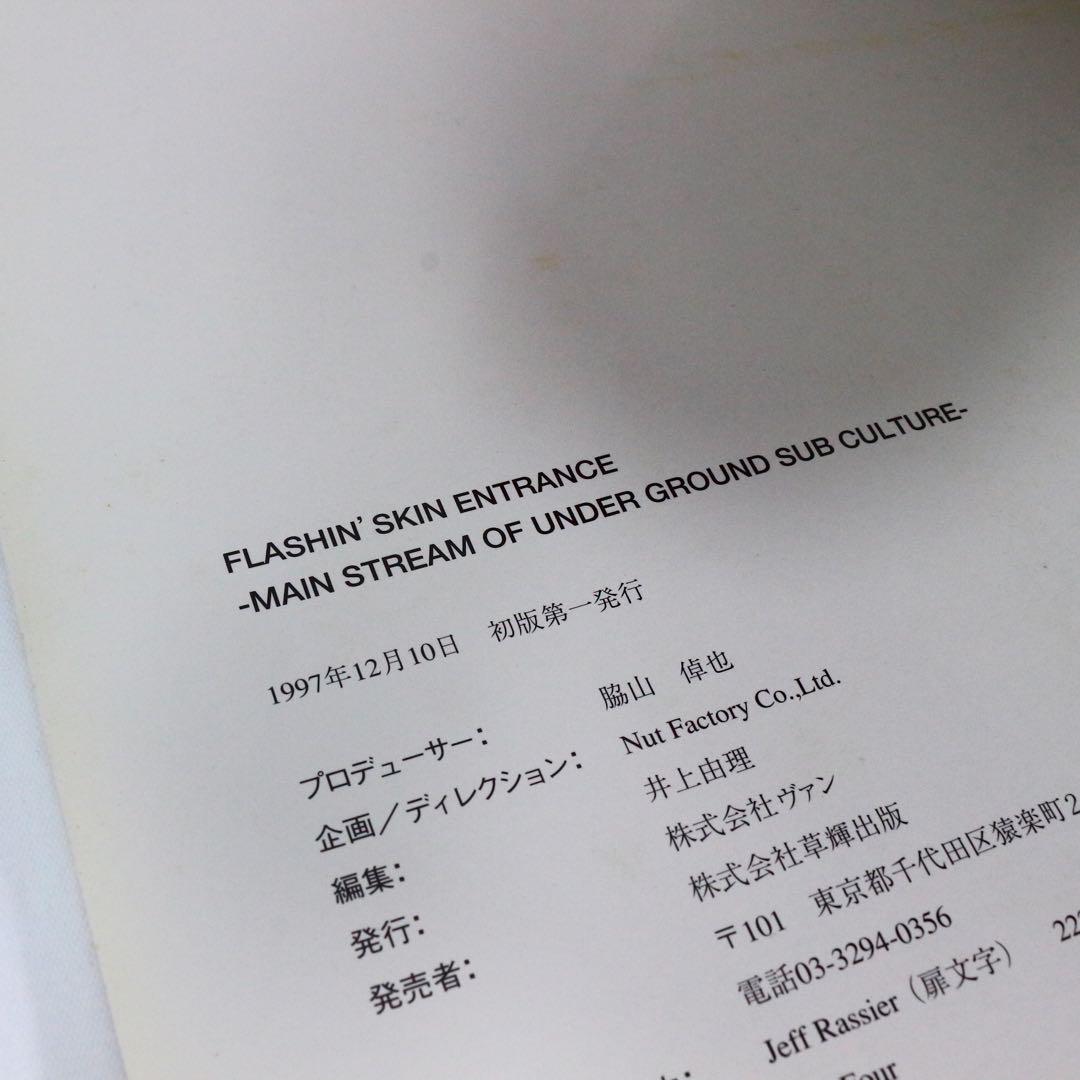 FLASHIN' SKIN ENTRANCE
-MAIN STREAM OF UNDER GROUND SUB CULTURE-
1997年12月10日 初版第一発行
プロデューサー： 脇山 倬也
企画／ディレクション： Nut Factory Co.,Ltd.
編集： 井上由理
発行： 株式会社ヴァン
発売者： 株式会社草輝出版
〒101 東京都千代田区猿楽町2
電話03-3294-0356
Jeff Rassier（扉文字） 22
Four